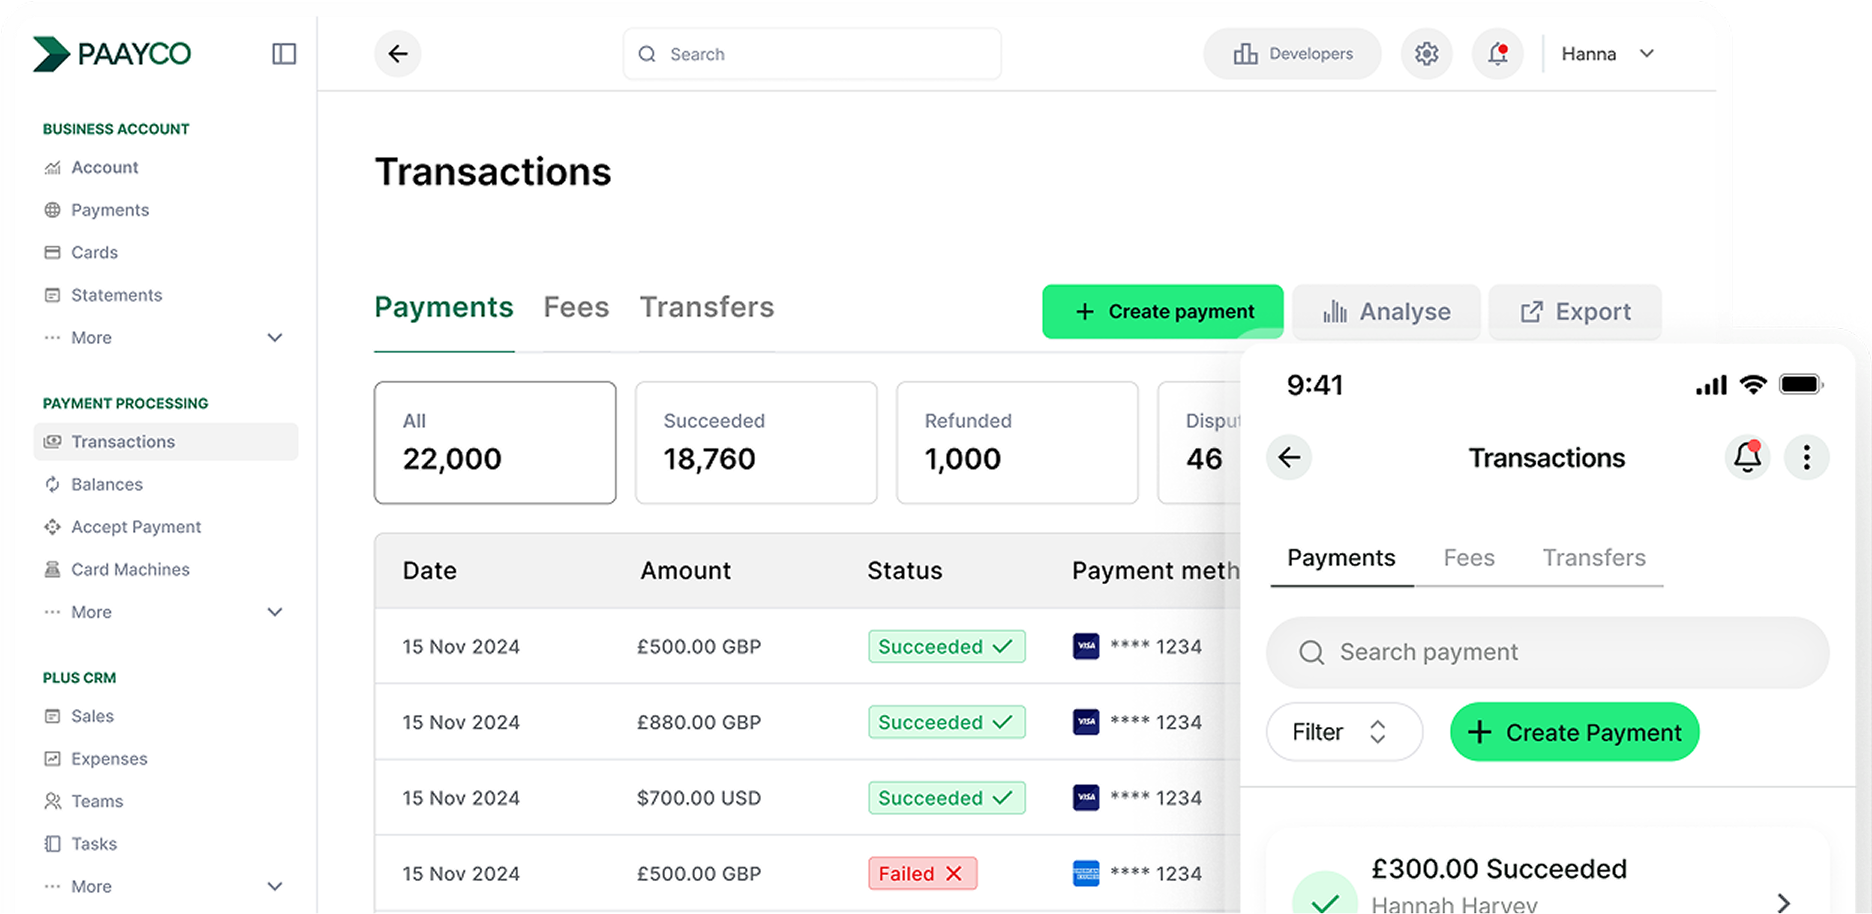 PAAYCO
Search
Developers
Hanna
BUSINESS ACCOUNT
Account
Payments
Cards
Statements
More
PAYMENT PROCESSING
Transactions
Balances
Accept Payment
Card Machines
More
PLUS CRM
Sales
Expenses
Teams
Tasks
More
Transactions
Payments Fees Transfers
+ Create payment
Analyse
Export
All
22,000
Succeeded
18,760
Refunded
1,000
Disput
46
Date Amount Status Payment meth
15 Nov 2024 £500.00 GBP Succeeded VISA **** 1234
15 Nov 2024 £880.00 GBP Succeeded VISA **** 1234
15 Nov 2024 $700.00 USD Succeeded VISA **** 1234
15 Nov 2024 £500.00 GBP Failed AMERICAN EXPRESS **** 1234
9:41
Transactions
Payments Fees Transfers
Search payment
Filter
+ Create Payment
£300.00 Succeeded
Hannah Harvey